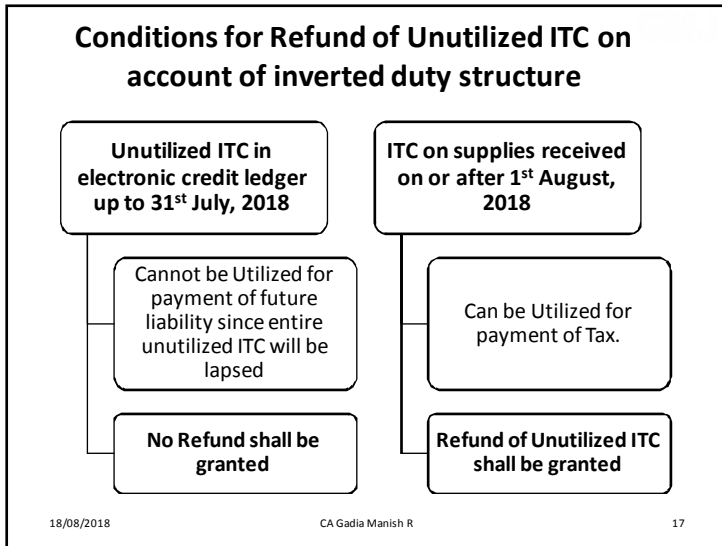 Conditions for Refund of Unutilized ITC on
account of inverted duty structure
Unutilized ITC in
electronic credit ledger
up to 31st July, 2018
Cannot be Utilized for
payment of future
liability since entire
unutilized ITC will be
lapsed
No Refund shall be
granted
ITC on supplies received
on or after 1st August,
2018
Can be Utilized for
payment of Tax.
Refund of Unutilized ITC
shall be granted
18/08/2018
CA Gadia Manish R
17